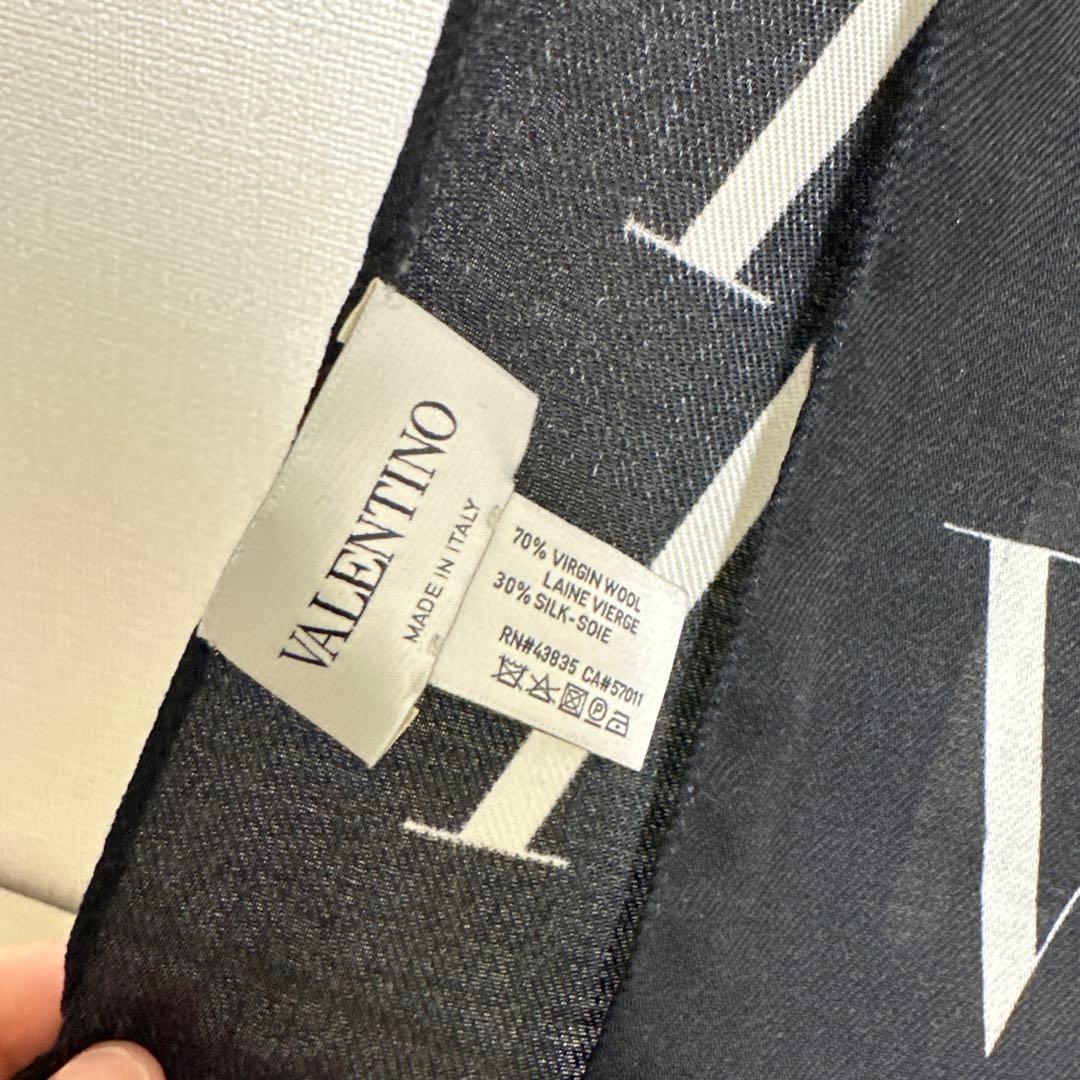 VALENTINO
MADE IN ITALY
70% VIRGIN WOOL
LAINE VIERGE
30% SILK-SOIE
RN#43835 CA#57011